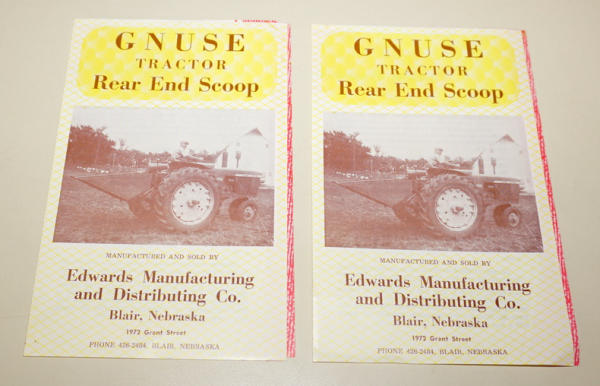 GNUSE
TRACTOR
Rear End Scoop
MANUFACTURED AND SOLD BY
Edwards Manufacturing
and Distributing Co.
Blair, Nebraska
1972 Grant Street
PHONE 426-2484, BLAIR, NEBRASKA
GNUSE
TRACTOR
Rear End Scoop
MANUFACTURED AND SOLD BY
Edwards Manufacturing
and Distributing Co.
Blair, Nebraska
1972 Grant Street
PHONE 426-2484, BLAIR, NEBRASKA